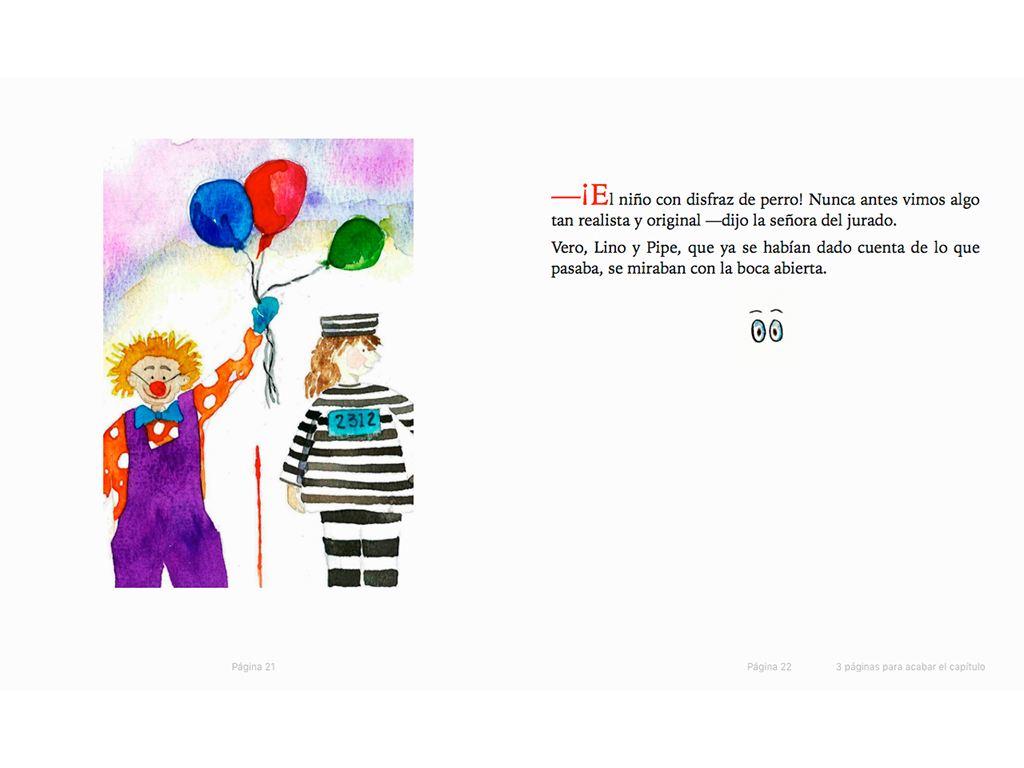 2312
—¡El niño con disfraz de perro! Nunca antes vimos algo
tan realista y original —dijo la señora del jurado.
Vero, Lino y Pipe, que ya se habían dado cuenta de lo que
pasaba, se miraban con la boca abierta.
Página 21
Página 22
3 páginas para acabar el capítulo